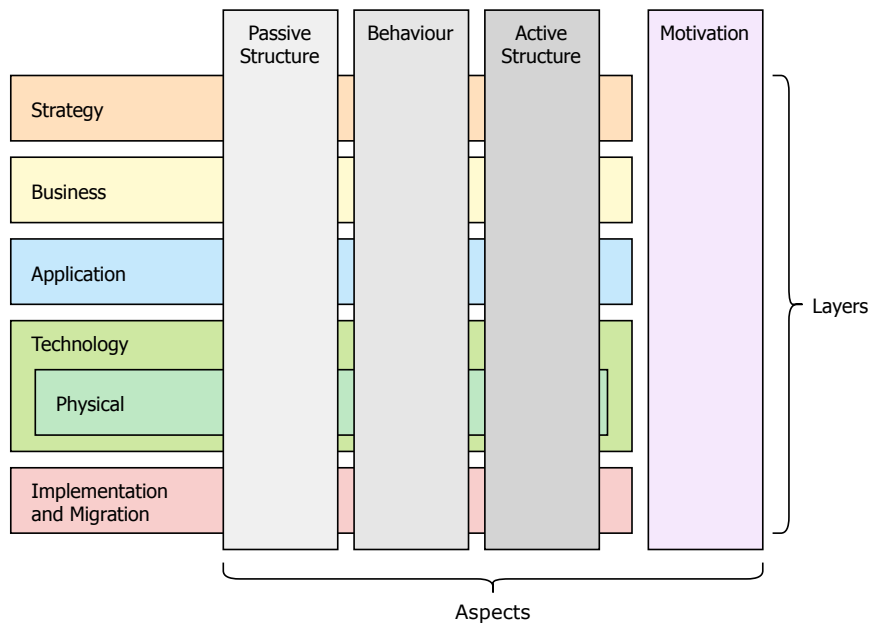 Passive
Structure
Behaviour
Active
Structure
Motivation
Strategy
Business
Application
Technology
Physical
Implementation
and Migration
Layers
Aspects